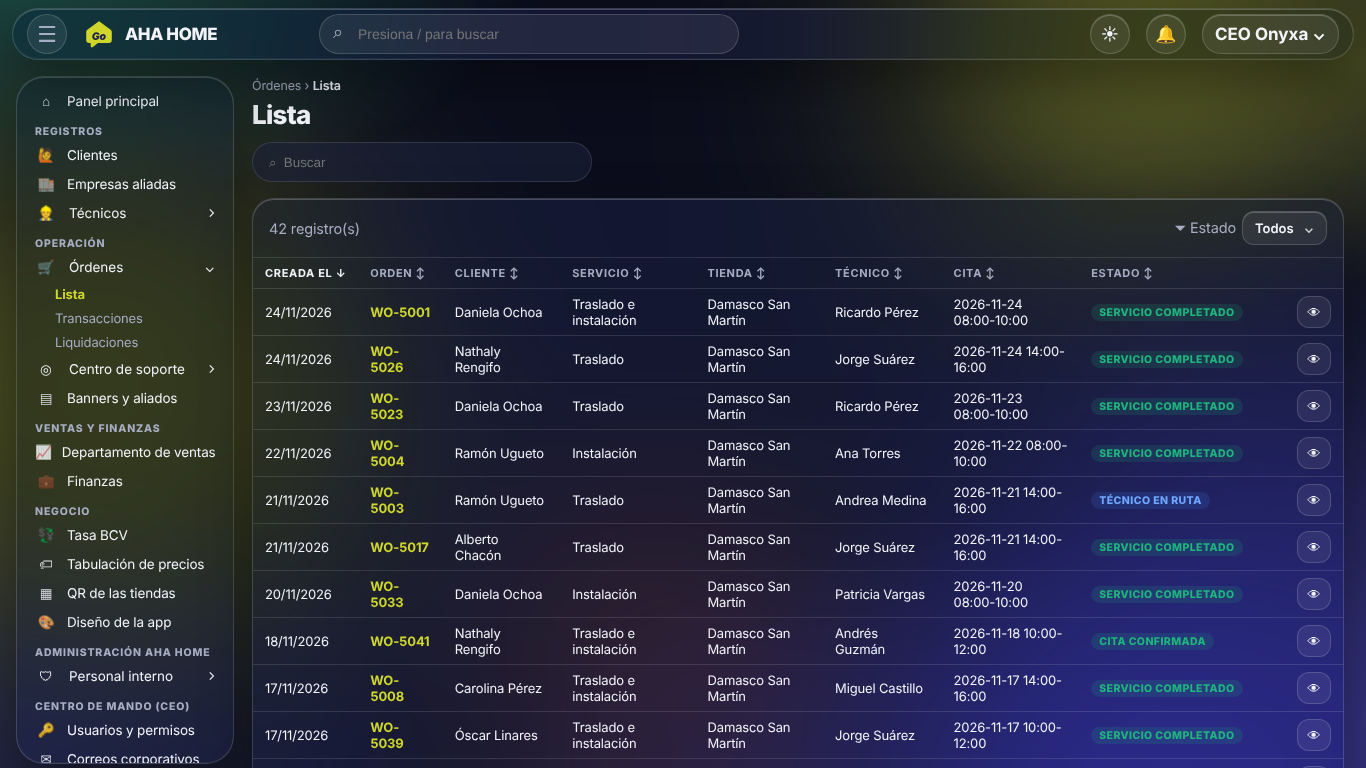 Go AHA HOME
Presiona / para buscar
CEO Onyxa
Panel principal
REGISTROS
Clientes
Empresas aliadas
Técnicos
OPERACIÓN
Órdenes
Lista
Transacciones
Liquidaciones
Centro de soporte
Banners y aliados
VENTAS Y FINANZAS
Departamento de ventas
Finanzas
NEGOCIO
Tasa BCV
Tabulación de precios
QR de las tiendas
Diseño de la app
ADMINISTRACIÓN AHA HOME
Personal interno
CENTRO DE MANDO (CEO)
Usuarios y permisos
Correos corporativos
Órdenes › Lista
Lista
Buscar
42 registro(s)
Estado Todos
CREADA EL ↓ ORDEN ↕ CLIENTE ↕ SERVICIO ↕ TIENDA ↕ TÉCNICO ↕ CITA ↕ ESTADO ↕
24/11/2026 WO-5001 Daniela Ochoa Traslado e instalación Damasco San Martín Ricardo Pérez 2026-11-24 08:00-10:00 SERVICIO COMPLETADO
24/11/2026 WO-5026 Nathaly Rengifo Traslado Damasco San Martín Jorge Suárez 2026-11-24 14:00-16:00 SERVICIO COMPLETADO
23/11/2026 WO-5023 Daniela Ochoa Traslado Damasco San Martín Ricardo Pérez 2026-11-23 08:00-10:00 SERVICIO COMPLETADO
22/11/2026 WO-5004 Ramón Ugueto Instalación Damasco San Martín Ana Torres 2026-11-22 08:00-10:00 SERVICIO COMPLETADO
21/11/2026 WO-5003 Ramón Ugueto Traslado Damasco San Martín Andrea Medina 2026-11-21 14:00-16:00 TÉCNICO EN RUTA
21/11/2026 WO-5017 Alberto Chacón Traslado Damasco San Martín Jorge Suárez 2026-11-21 14:00-16:00 SERVICIO COMPLETADO
20/11/2026 WO-5033 Daniela Ochoa Instalación Damasco San Martín Patricia Vargas 2026-11-20 08:00-10:00 SERVICIO COMPLETADO
18/11/2026 WO-5041 Nathaly Rengifo Traslado e instalación Damasco San Martín Andrés Guzmán 2026-11-18 10:00-12:00 CITA CONFIRMADA
17/11/2026 WO-5008 Carolina Pérez Traslado e instalación Damasco San Martín Miguel Castillo 2026-11-17 14:00-16:00 SERVICIO COMPLETADO
17/11/2026 WO-5039 Óscar Linares Traslado e instalación Damasco San Martín Jorge Suárez 2026-11-17 10:00-12:00 SERVICIO COMPLETADO